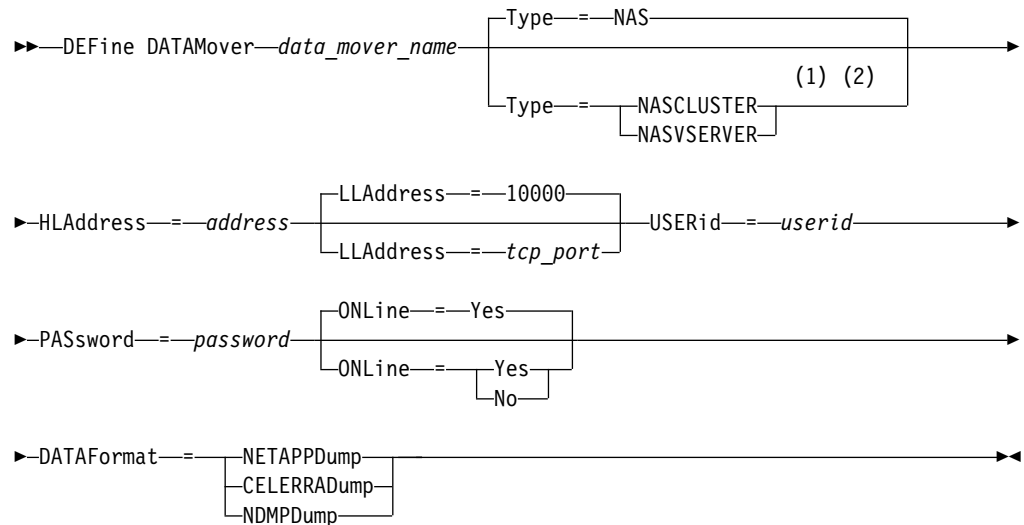 Type = NAS
DEFine DATAMover data_mover_name
(1) (2)
Type = NASCLUSTER
NASVSERVER
LLAddress = 10000
HLAddress = address USERid = userid
LLAddress = tcp_port
ONLine = Yes
PASsword = password
ONLine = Yes
No
DATAFormat = NETAPPDump
CELERRADump
NDMPDump